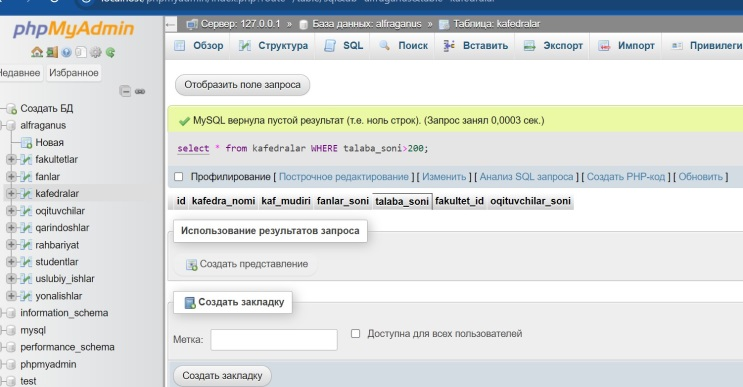 phpMyAdmin
Недавнее Избранное
Создать БД
alfraganus
Новая
fakultetlar
fanlar
kafedralar
oqituvchilar
qarindoshlar
rahbariyat
studentlar
uslubiy_ishlar
yonalishlar
information_schema
mysql
performance_schema
phpmyadmin
test
Сервер: 127.0.0.1 » База данных: alfraganus » Таблица: kafedralar
Обзор Структура SQL Поиск Вставить Экспорт Импорт Привилеги
Отобразить поле запроса
MySQL вернула пустой результат (т.е. ноль строк). (Запрос занял 0,0003 сек.)
select * from kafedralar WHERE talaba_soni>200;
Профилирование [ Построчное редактирование ] [ Изменить ] [ Анализ SQL запроса ] [ Создать PHP-код ] [ Обновить ]
id kafedra_nomi kaf_mudiri fanlar_soni talaba_soni fakultet_id oqituvchilar_soni
Использование результатов запроса
Создать представление
Создать закладку
Метка: Доступна для всех пользователей
Создать закладку